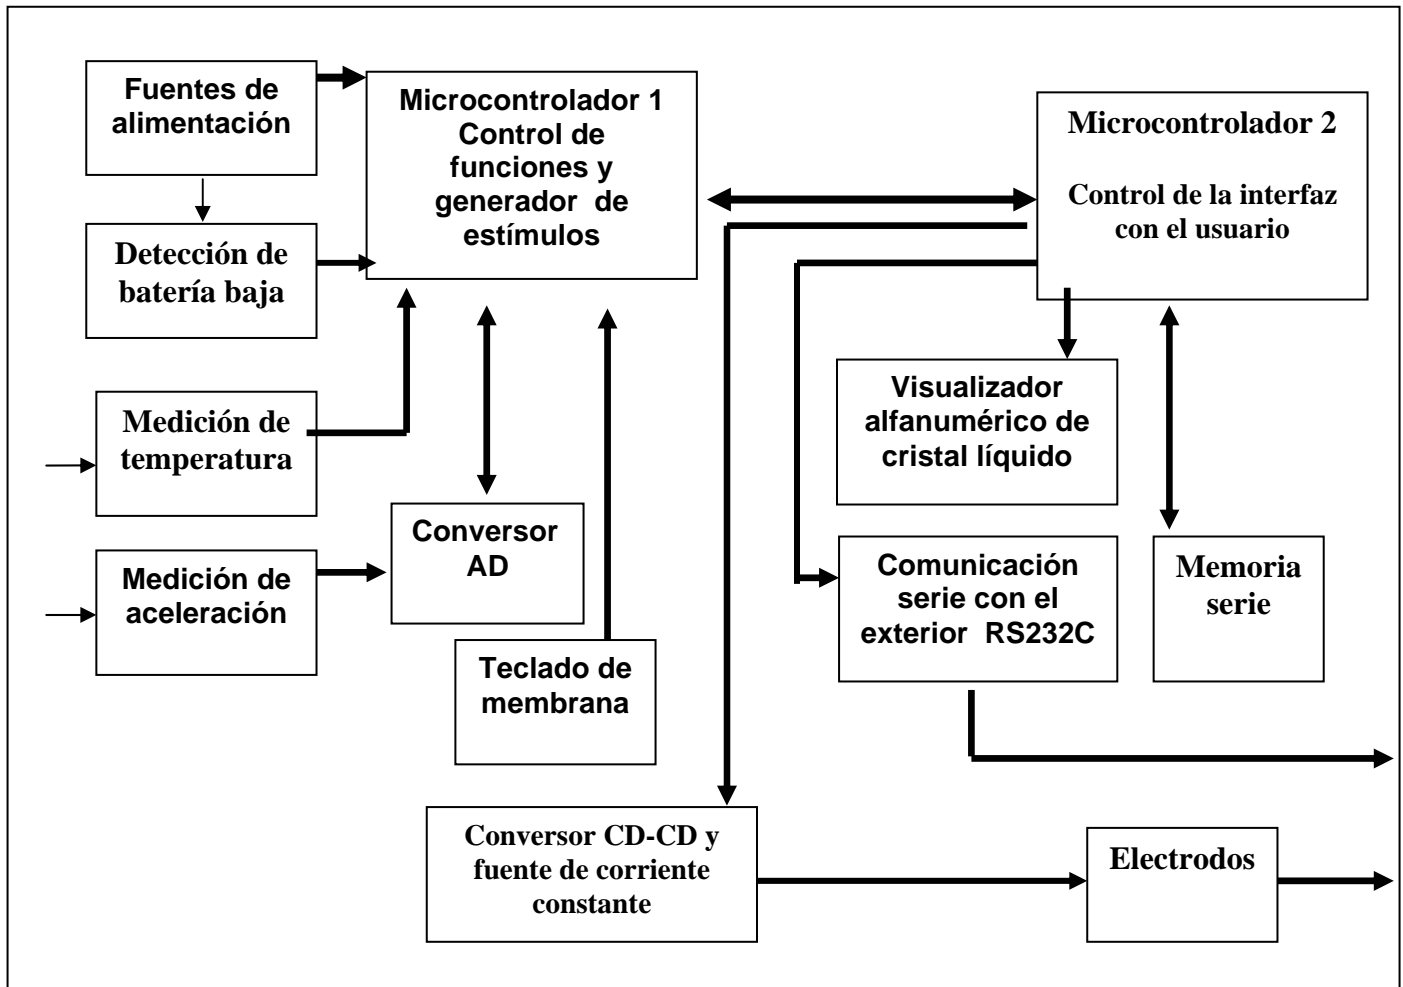 Fuentes de
alimentación
Microcontrolador 1
Control de
funciones y
generador de
estímulos
Microcontrolador 2
Control de la interfaz
con el usuario
Detección de
batería baja
Medición de
temperatura
Visualizador
alfanumérico de
cristal líquido
Conversor
AD
Medición de
aceleración
Comunicación
serie con el
exterior RS232C
Memoria
serie
Teclado de
membrana
Conversor CD-CD y
fuente de corriente
constante
Electrodos